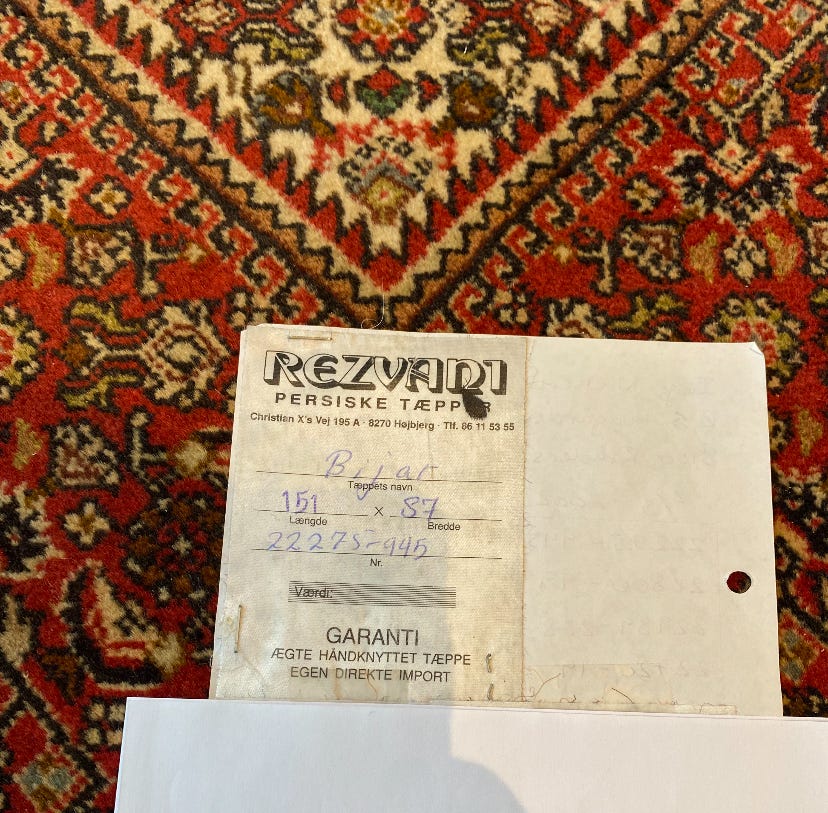 REZVANI
PERSISKE TÆPPER
Christian X's Vej 195 A · 8270 Højbjerg · Tlf. 86 11 53 55
Bijar
Tæppets navn
151 x 87
Længde Bredde
22275-945
Nr.
Værdi:
GARANTI
ÆGTE HÅNDKNYTTET TÆPPE
EGEN DIREKTE IMPORT